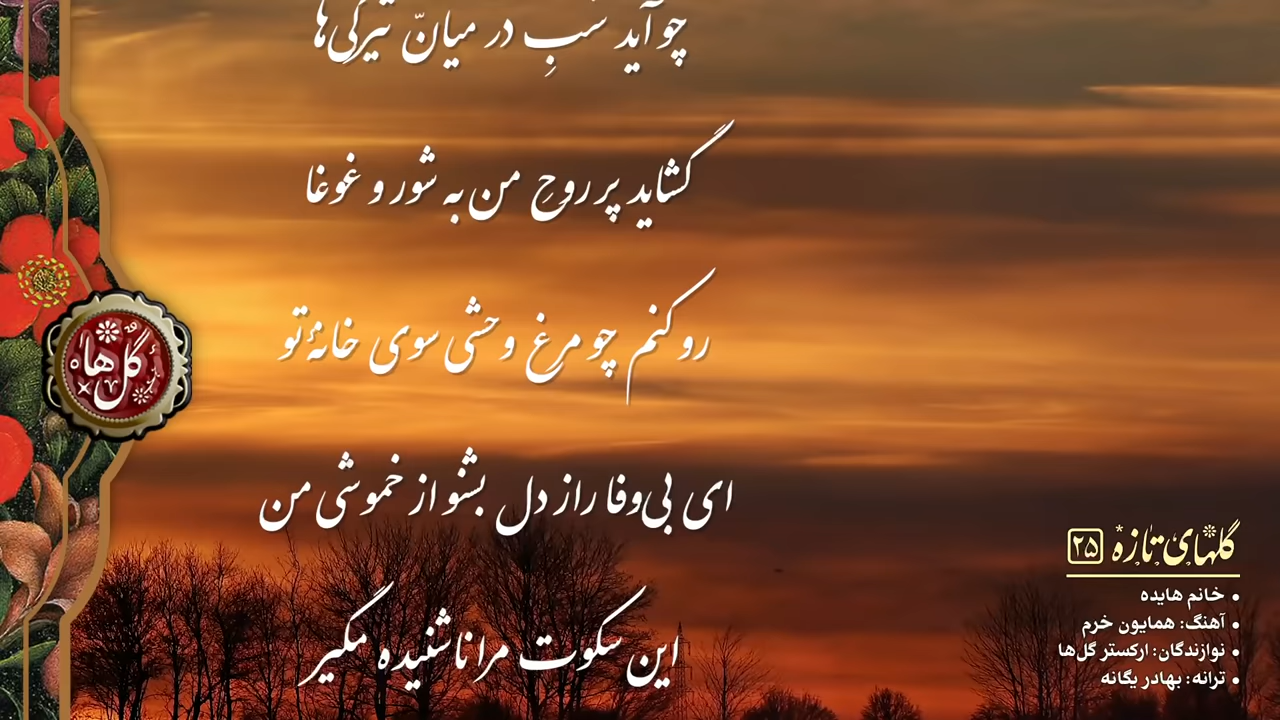 چو آید شب در میان تیرگی‌ها
گشاید پر روح من به شور و غوغا
رو کنم چو مرغ وحشی سوی خانهٔ تو
ای بی‌وفا راز دل بشنو از خموشی من
این سکوت مرا ناشنیده مگیر
گل‌ها
گلهای تازه ۲۵
• خانم هایده
• آهنگ: همایون خرم
• نوازندگان: ارکستر گل‌ها
• ترانه: بهادر یگانه